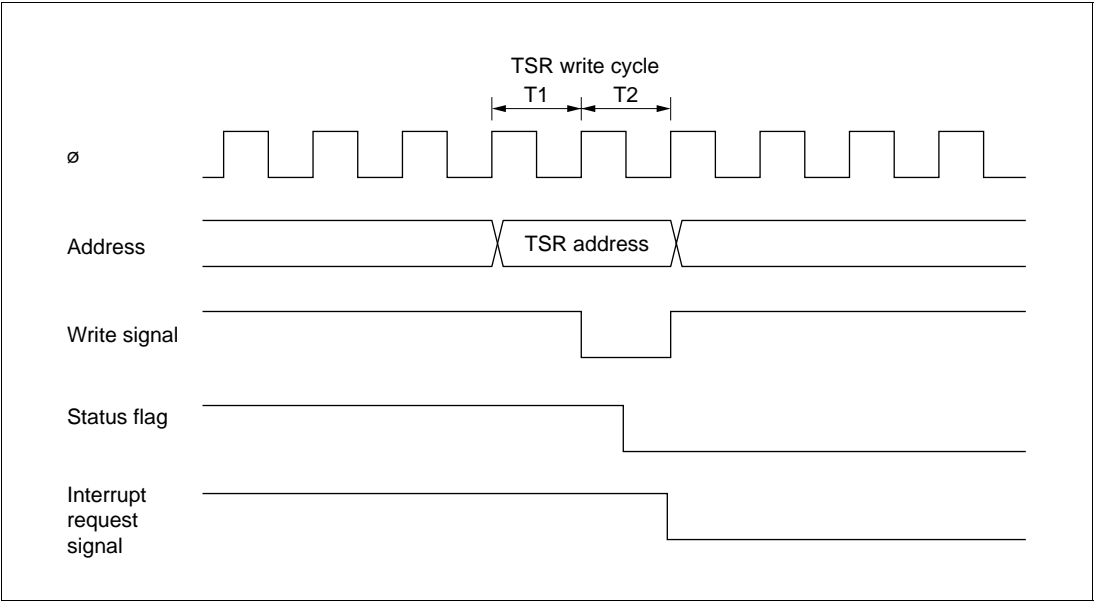 TSR write cycle
T1 T2
ø
Address
TSR address
Write signal
Status flag
Interrupt
request
signal